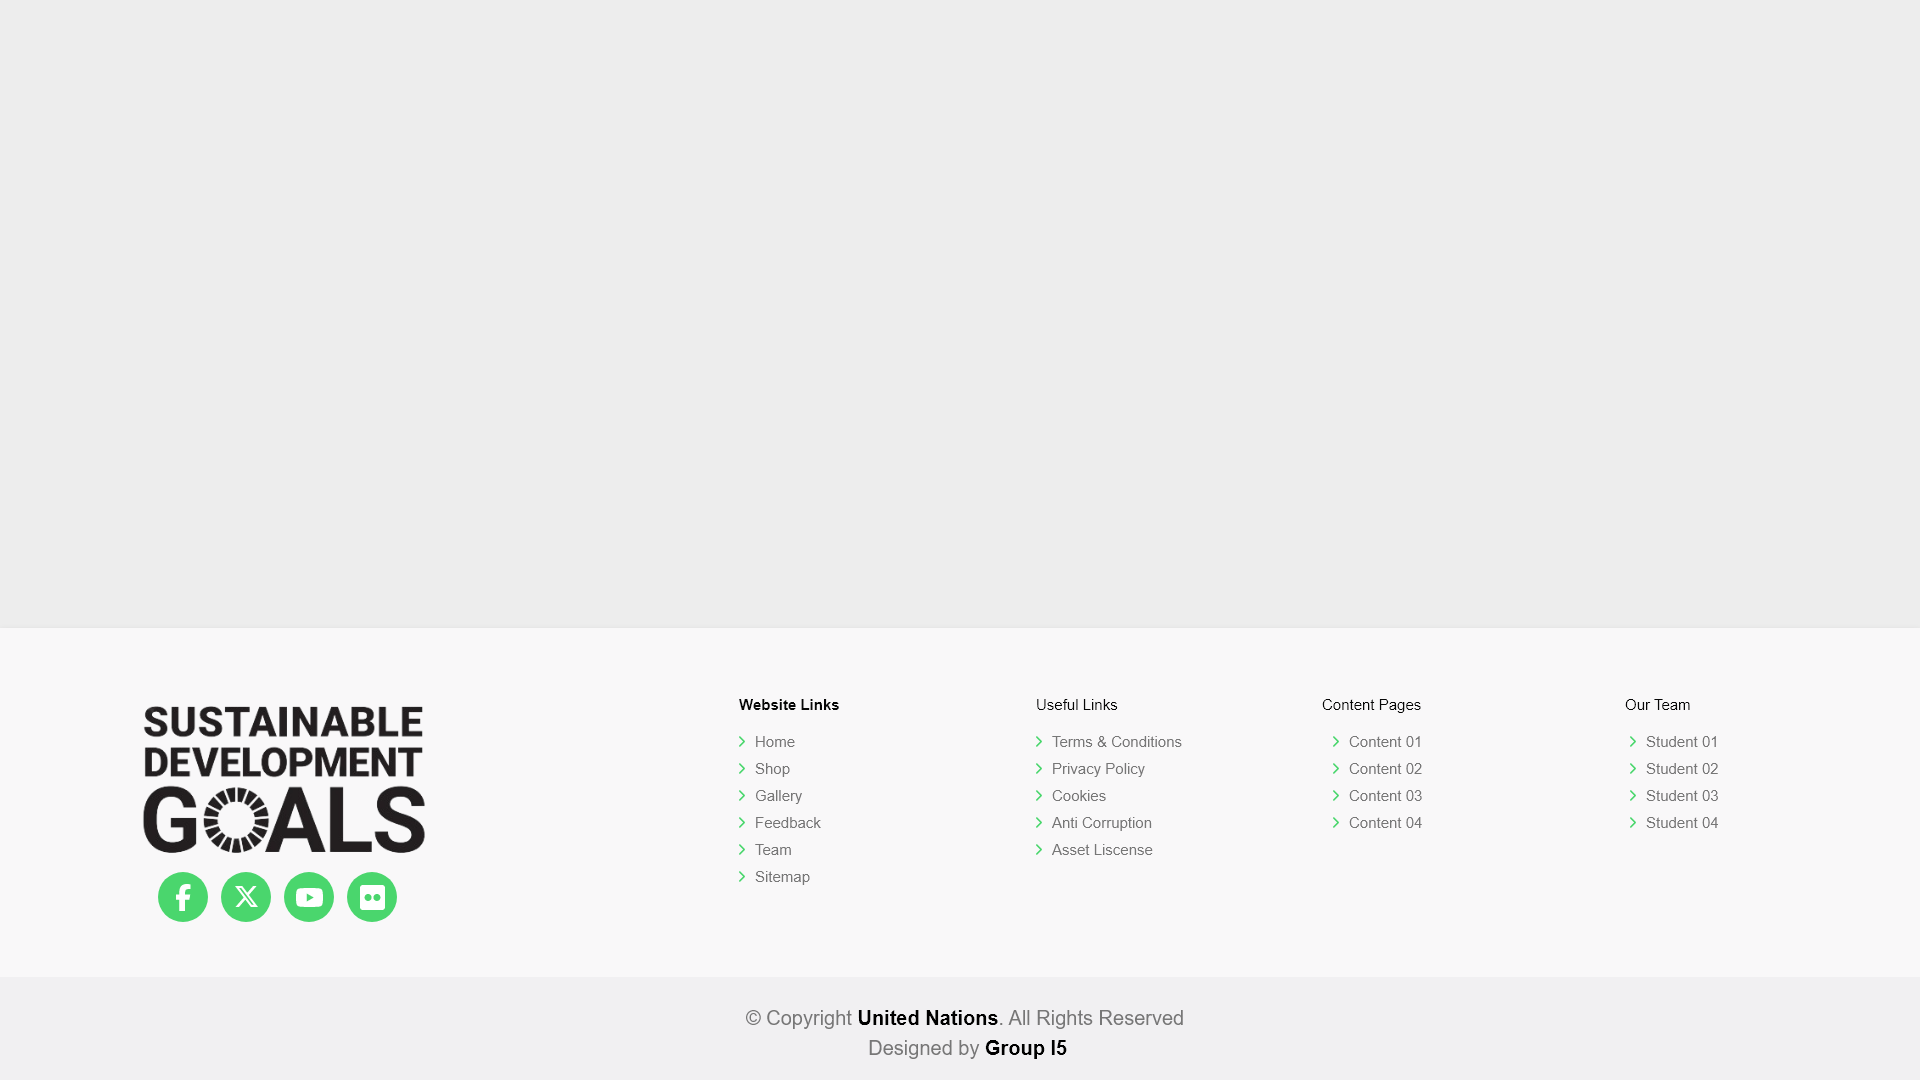 SUSTAINABLE
DEVELOPMENT
GOALS
Website Links
Home
Shop
Gallery
Feedback
Team
Sitemap
Useful Links
Terms & Conditions
Privacy Policy
Cookies
Anti Corruption
Asset Liscense
Content Pages
Content 01
Content 02
Content 03
Content 04
Our Team
Student 01
Student 02
Student 03
Student 04
© Copyright United Nations. All Rights Reserved
Designed by Group I5